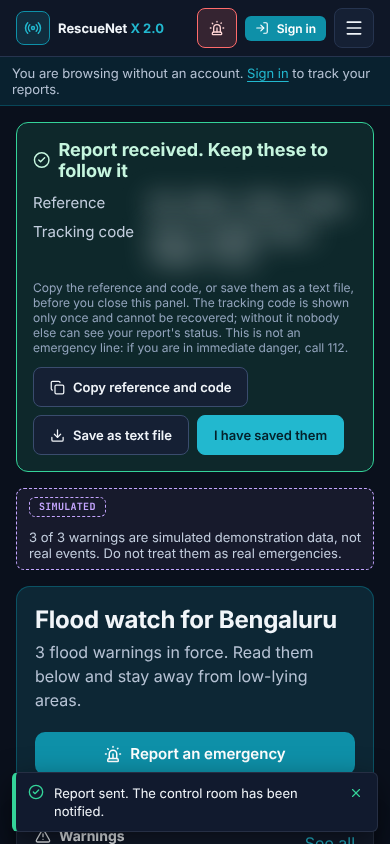 RescueNet X 2.0
Sign in
You are browsing without an account. Sign in to track your
reports.
Report received. Keep these to
follow it
Reference
Tracking code
Copy the reference and code, or save them as a text file,
before you close this panel. The tracking code is shown
only once and cannot be recovered; without it nobody
else can see your report's status. This is not an
emergency line: if you are in immediate danger, call 112.
Copy reference and code
Save as text file
I have saved them
SIMULATED
3 of 3 warnings are simulated demonstration data, not
real events. Do not treat them as real emergencies.
Flood watch for Bengaluru
3 flood warnings in force. Read them
below and stay away from low-lying
areas.
Report an emergency
Report sent. The control room has been
notified.
Warnings
See all